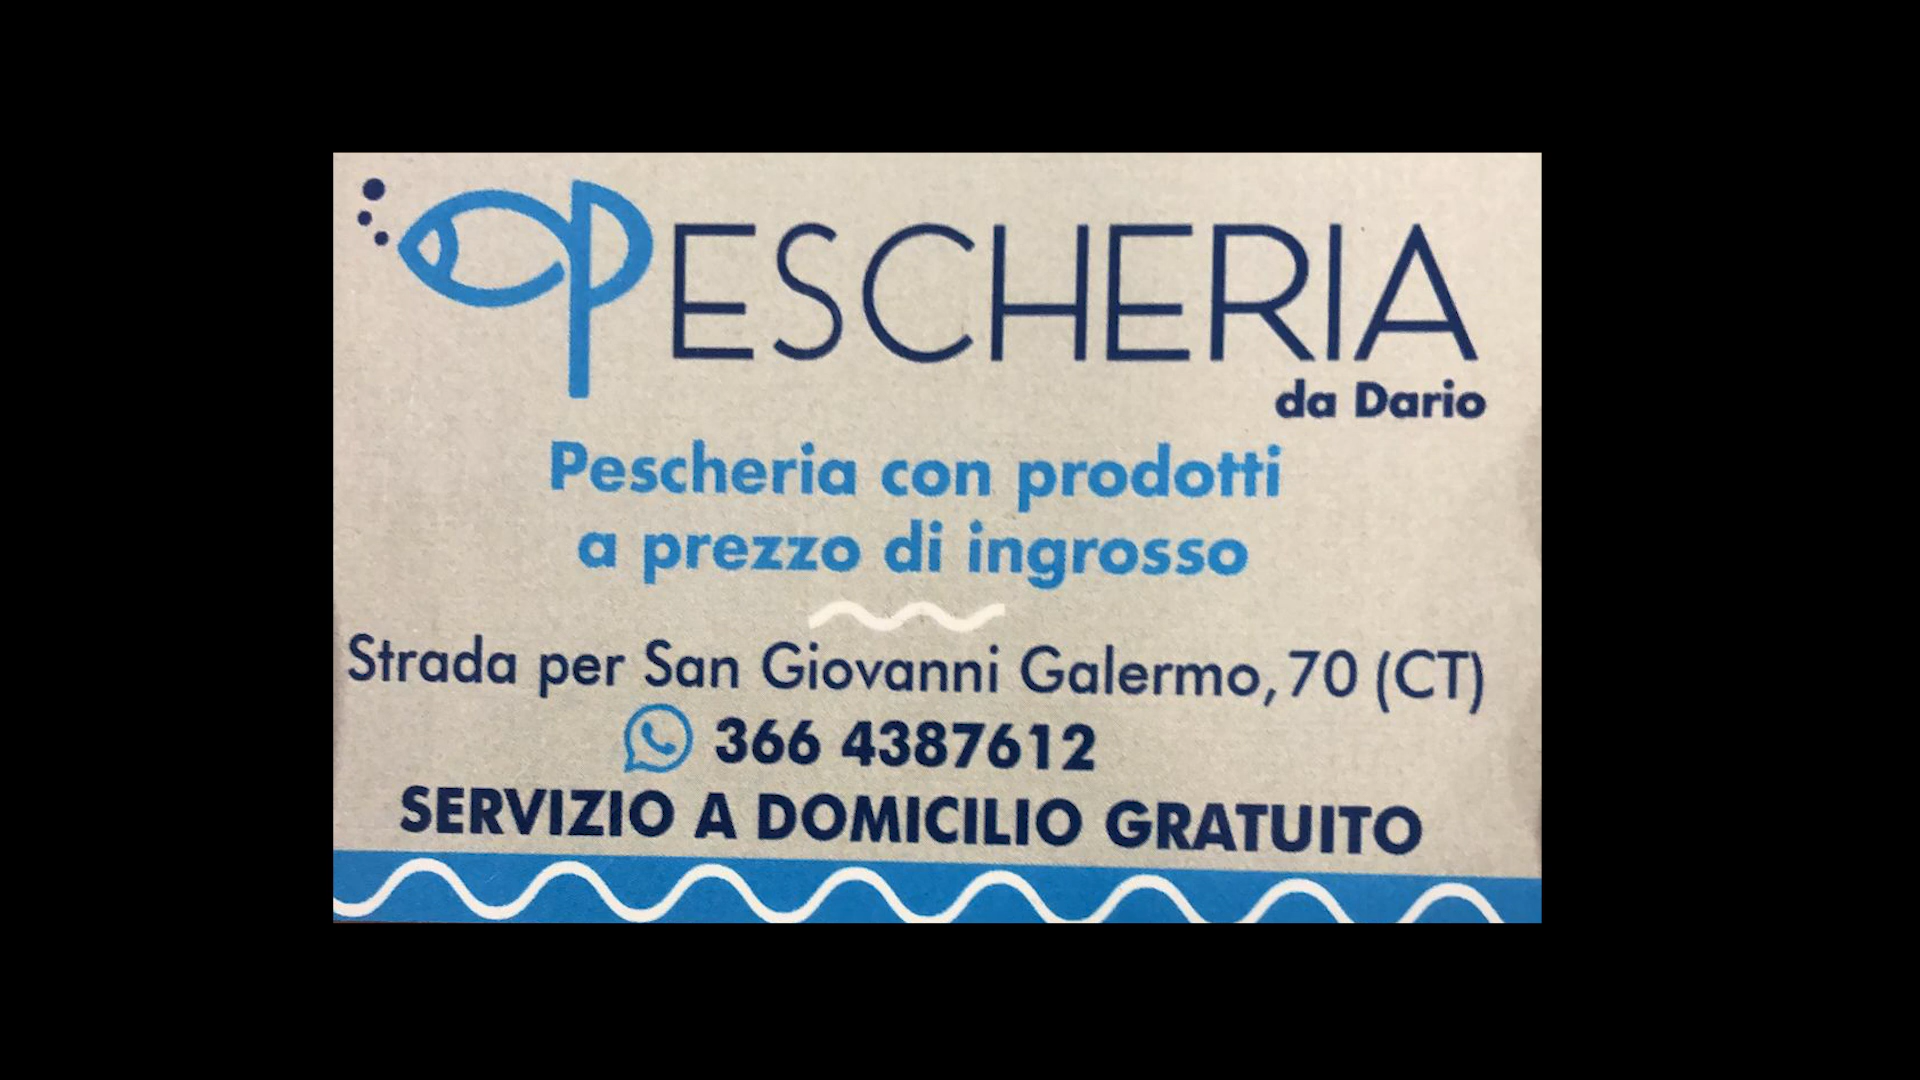 PESCHERIA
da Dario
Pescheria con prodotti
a prezzo di ingrosso
Strada per San Giovanni Galermo, 70 (CT)
366 4387612
SERVIZIO A DOMICILIO GRATUITO